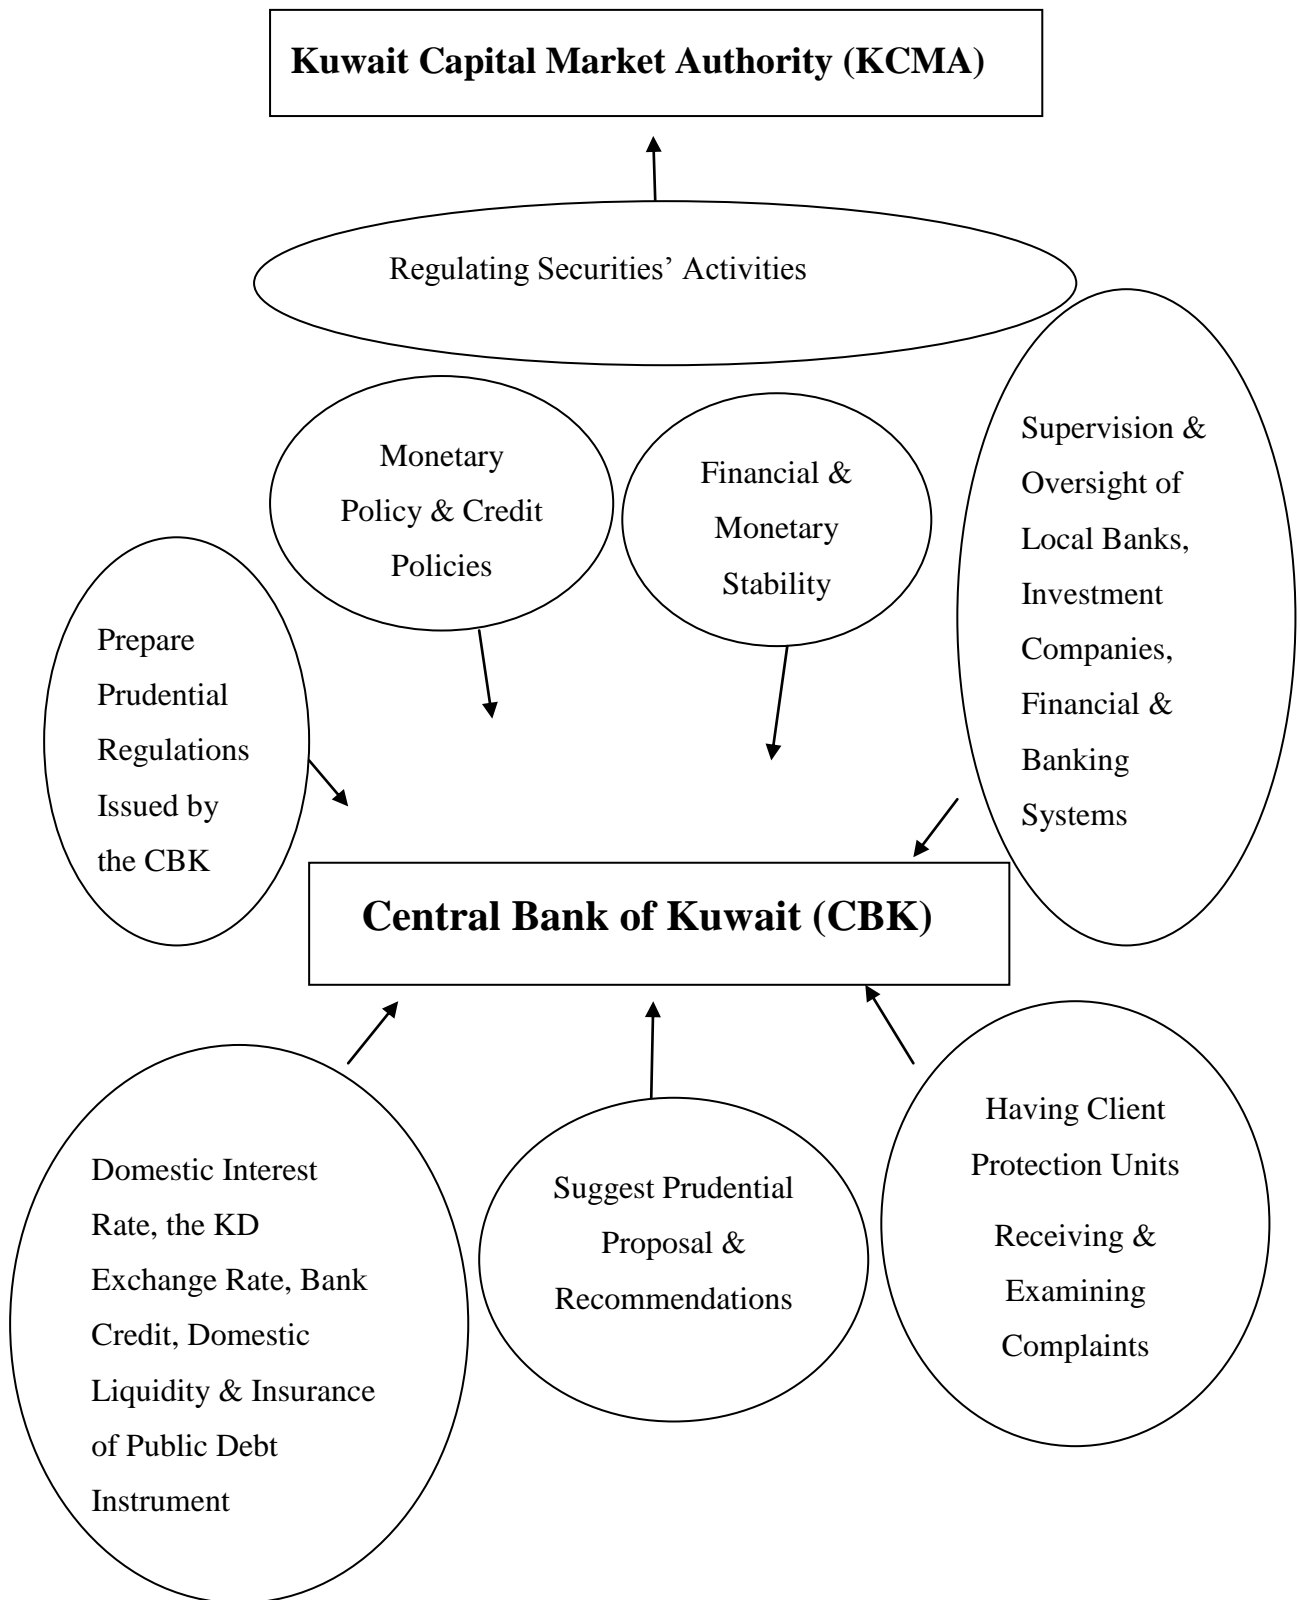 Kuwait Capital Market Authority (KCMA)
Regulating Securities’ Activities
Monetary
Policy & Credit
Policies
Financial &
Monetary
Stability
Supervision &
Oversight of
Local Banks,
Investment
Companies,
Financial &
Banking
Systems
Prepare
Prudential
Regulations
Issued by
the CBK
Central Bank of Kuwait (CBK)
Domestic Interest
Rate, the KD
Exchange Rate, Bank
Credit, Domestic
Liquidity & Insurance
of Public Debt
Instrument
Suggest Prudential
Proposal &
Recommendations
Having Client
Protection Units
Receiving &
Examining
Complaints